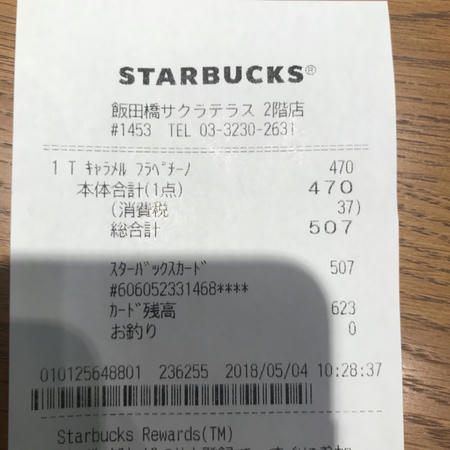 STARBUCKS®
飯田橋サクラテラス 2階店
#1453 TEL 03-3230-2631
1 T ｷｬﾗﾒﾙ ﾌﾗﾍﾟﾁｰﾉ 470
本体合計(1点) 470
(消費税 37)
総合計 507
ｽﾀｰﾊﾞｯｸｽｶｰﾄﾞ 507
#606052331468****
ｶｰﾄﾞ残高 623
お釣り 0
010125648801 236255 2018/05/04 10:28:37
Starbucks Rewards(TM)